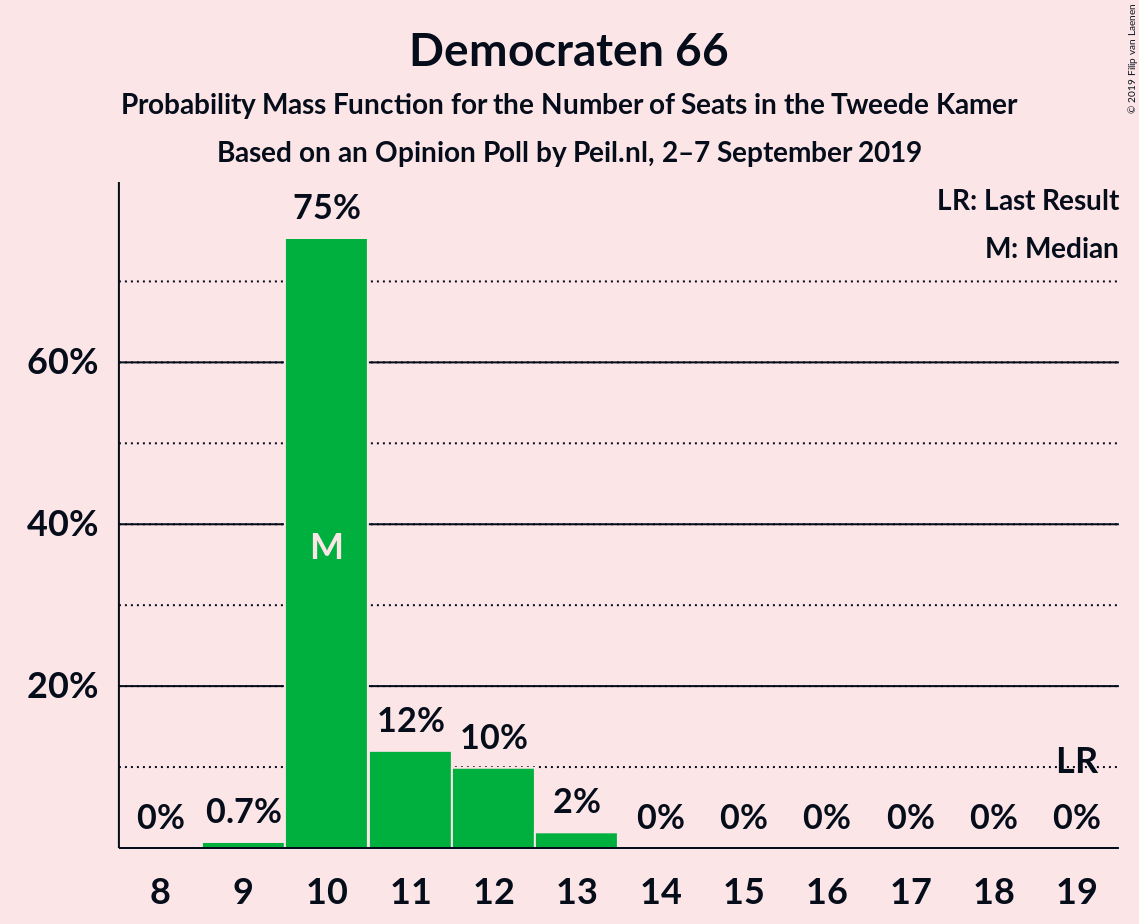 Democraten 66
Probability Mass Function for the Number of Seats in the Tweede Kamer
Based on an Opinion Poll by Peil.nl, 2–7 September 2019
© 2019 Filip van Laenen
LR: Last Result
M: Median
60%
40%
20%
0%
0.7%
75%
M
12%
10%
2%
0%
0%
0%
0%
0%
LR
0%
8 9 10 11 12 13 14 15 16 17 18 19